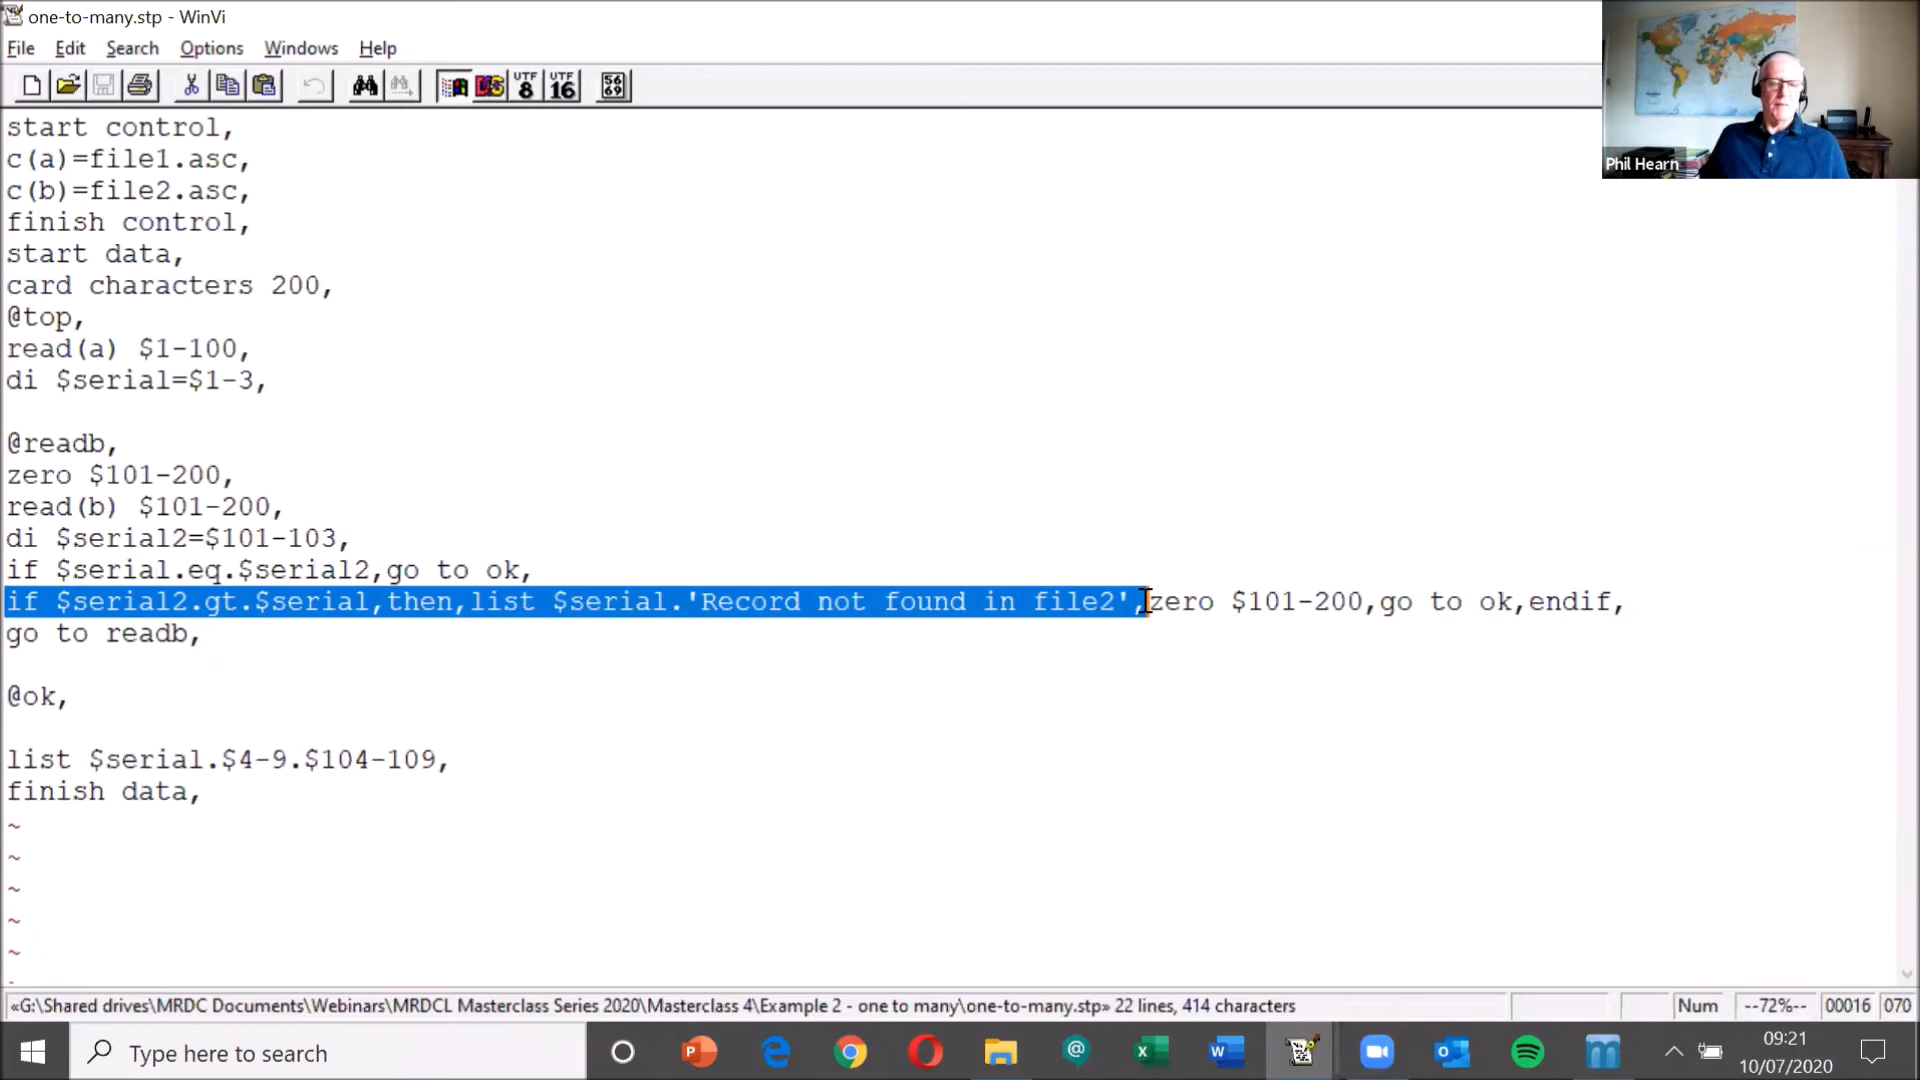 one-to-many.stp - WinVi
File Edit Search Options Windows Help
UTF 8 UTF 16 56 69
start control,
c(a)=file1.asc,
c(b)=file2.asc,
finish control,
start data,
card characters 200,
@top,
read(a) $1-100,
di $serial=$1-3,
@readb,
zero $101-200,
read(b) $101-200,
di $serial2=$101-103,
if $serial.eq.$serial2,go to ok,
if $serial2.gt.$serial,then,list $serial.'Record not found in file2',zero $101-200,go to ok,endif,
go to readb,
@ok,
list $serial.$4-9.$104-109,
finish data,
~
~
~
~
~
Phil Hearn
«G:\Shared drives\MRDC Documents\Webinars\MRDCL Masterclass Series 2020\Masterclass 4\Example 2 - one to many\one-to-many.stp» 22 lines, 414 characters
Num --72%-- 00016 070
Type here to search
09:21
10/07/2020